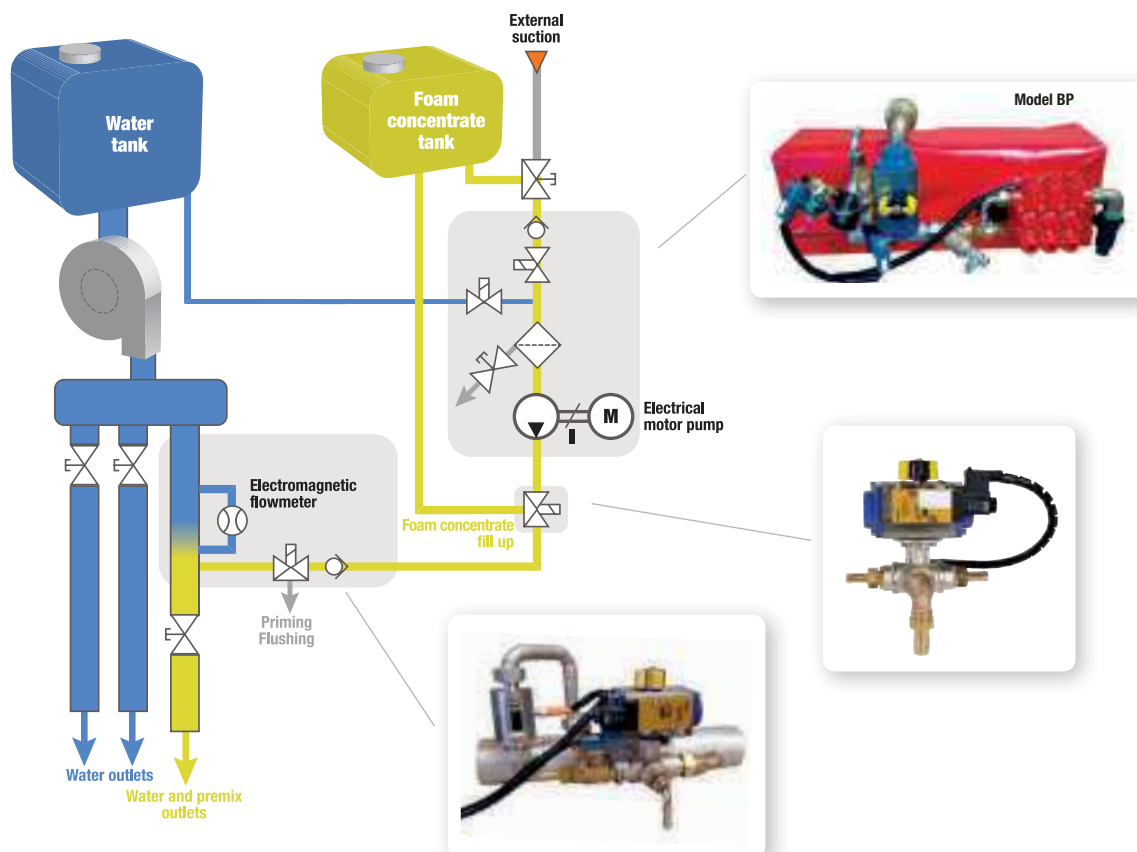 External
suction
Water
tank
Foam
concentrate
tank
Model BP
M
Electrical
motor pump
Electromagnetic
flowmeter
Foam concentrate
fill up
Priming
Flushing
Water outlets
Water and premix
outlets